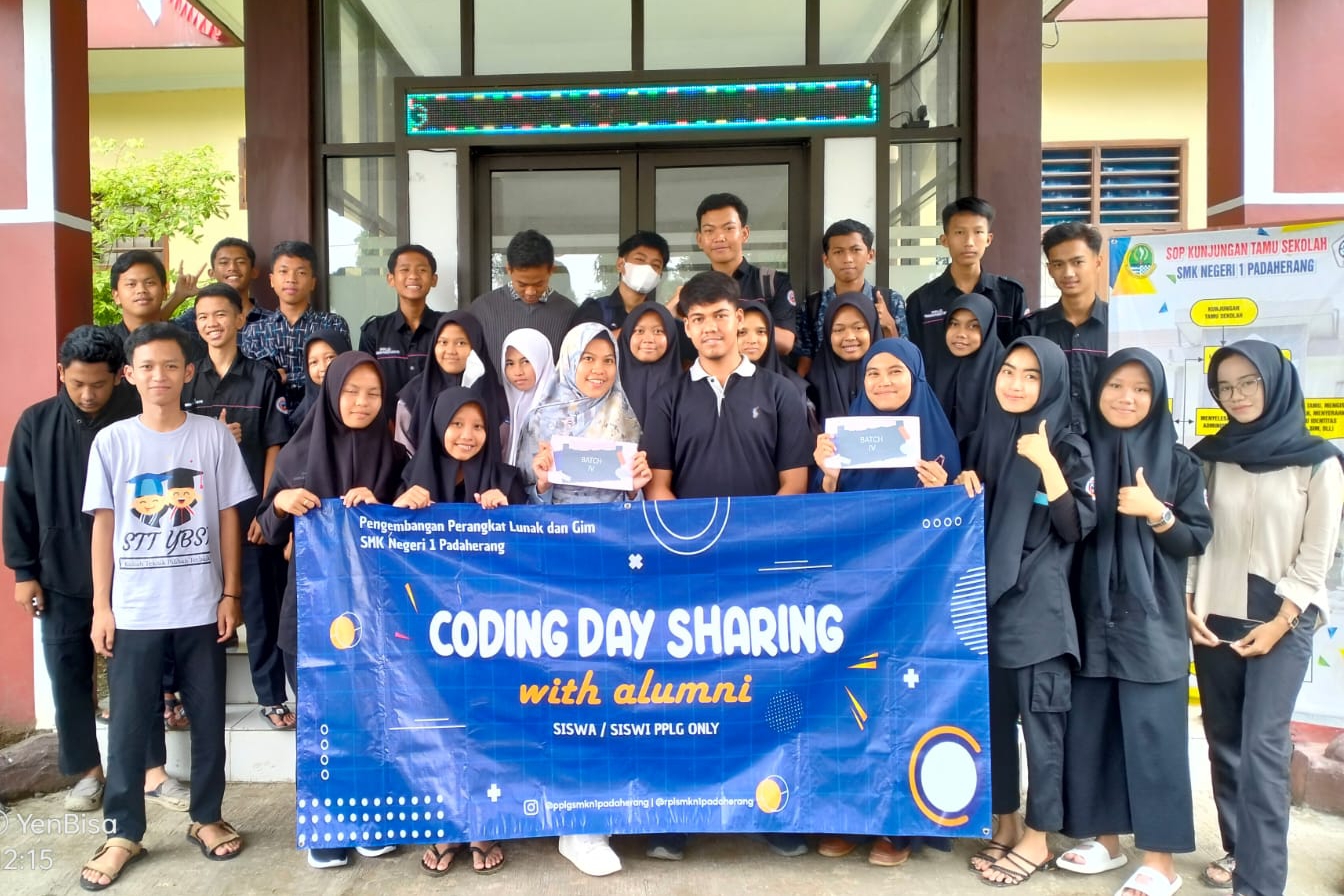 SOP KUNJUNGAN TAMU SEKOLAH
SMK NEGERI 1 PADAHERANG
KUNJUNGAN
TAMU SEKOLAH
BATCH
IV
BATCH
IV
STT YBSI
Pengembangan Perangkat Lunak dan Gim
SMK Negeri 1 Padaherang
CODING DAY SHARING
with alumni
SISWA / SISWI PPLG ONLY
@pplgsmkn1padaherang | @rplsmkn1padaherang
YenBisa
2:15